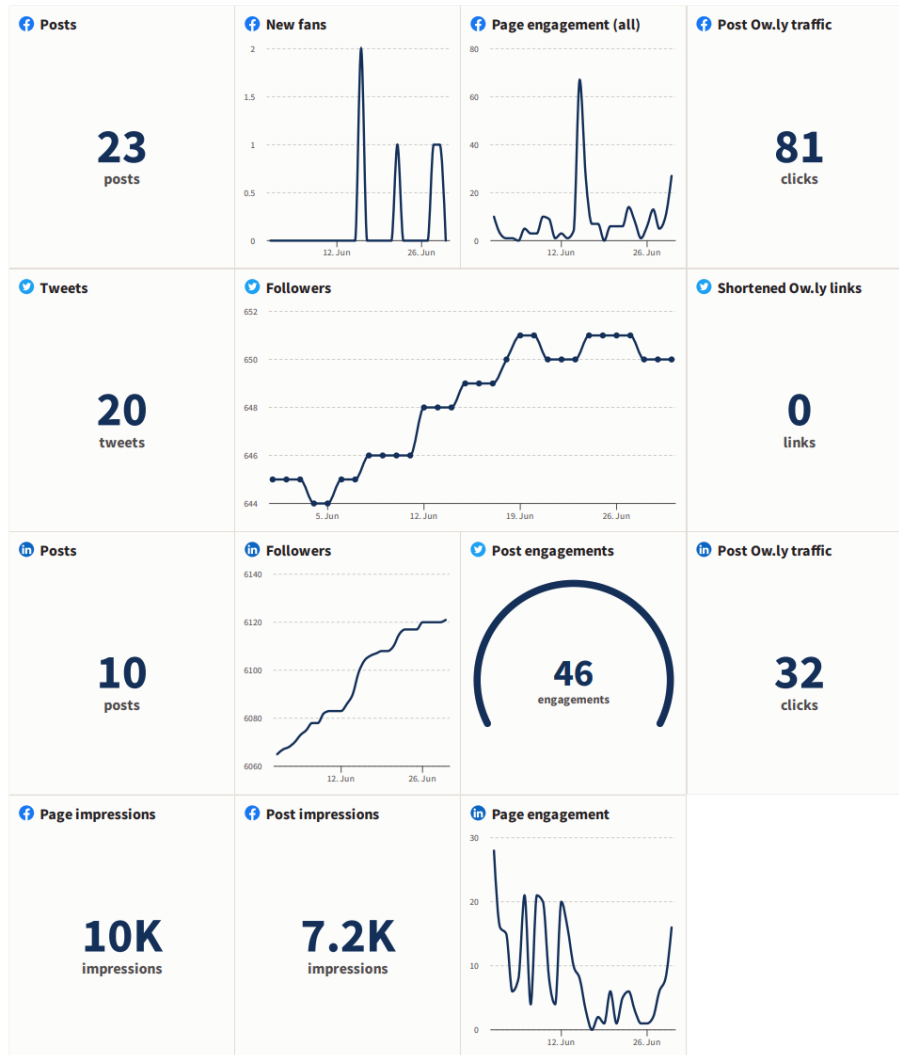 Posts
23
posts
New fans
2
1.5
1
0.5
0
12. Jun
26. Jun
Page engagement (all)
80
60
40
20
0
12. Jun
26. Jun
Post Ow.ly traffic
81
clicks
Tweets
20
tweets
Followers
652
650
648
646
644
5. Jun
12. Jun
19. Jun
26. Jun
Shortened Ow.ly links
0
links
in
Posts
10
posts
in
Followers
6140
6120
6100
6080
6060
12. Jun
26. Jun
Post engagements
46
engagements
in
Post Ow.ly traffic
32
clicks
Page impressions
10K
impressions
Post impressions
7.2K
impressions
in
Page engagement
30
20
10
0
12. Jun
26. Jun